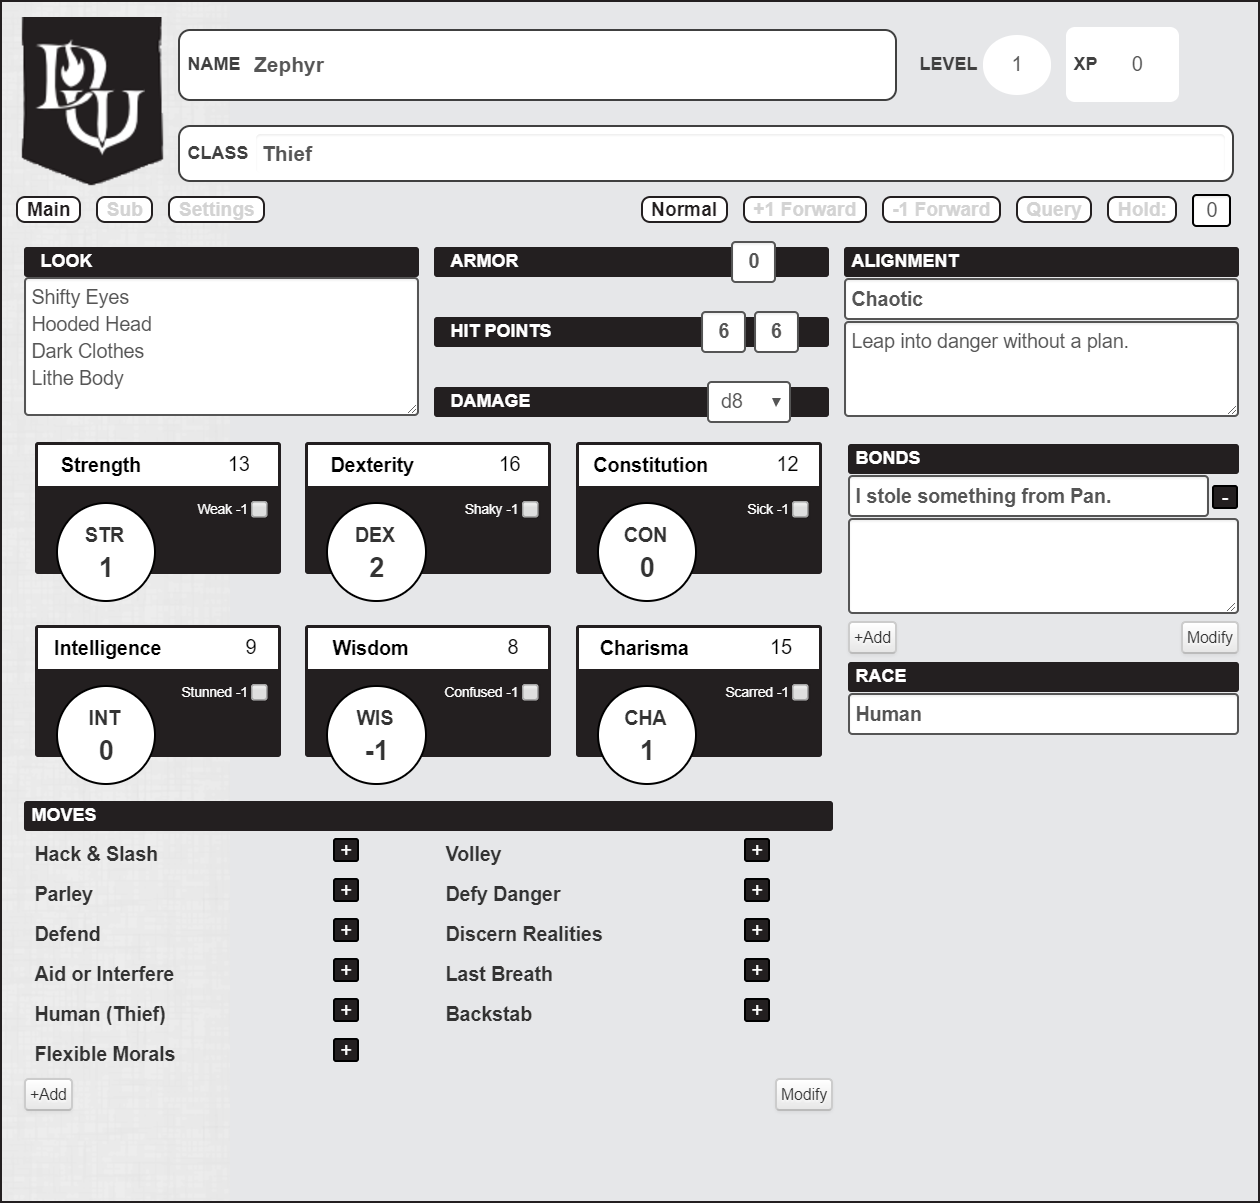 DW
NAME Zephyr
LEVEL 1
XP 0
CLASS Thief
Main Sub Settings
Normal +1 Forward -1 Forward Query Hold: 0
LOOK
Shifty Eyes
Hooded Head
Dark Clothes
Lithe Body
ARMOR 0
HIT POINTS 6 6
DAMAGE d8
ALIGNMENT
Chaotic
Leap into danger without a plan.
Strength 13
Weak -1
STR
1
Dexterity 16
Shaky -1
DEX
2
Constitution 12
Sick -1
CON
0
Intelligence 9
Stunned -1
INT
0
Wisdom 8
Confused -1
WIS
-1
Charisma 15
Scarred -1
CHA
1
BONDS
I stole something from Pan. -
+Add Modify
RACE
Human
MOVES
Hack & Slash + Volley +
Parley + Defy Danger +
Defend + Discern Realities +
Aid or Interfere + Last Breath +
Human (Thief) + Backstab +
Flexible Morals +
+Add Modify